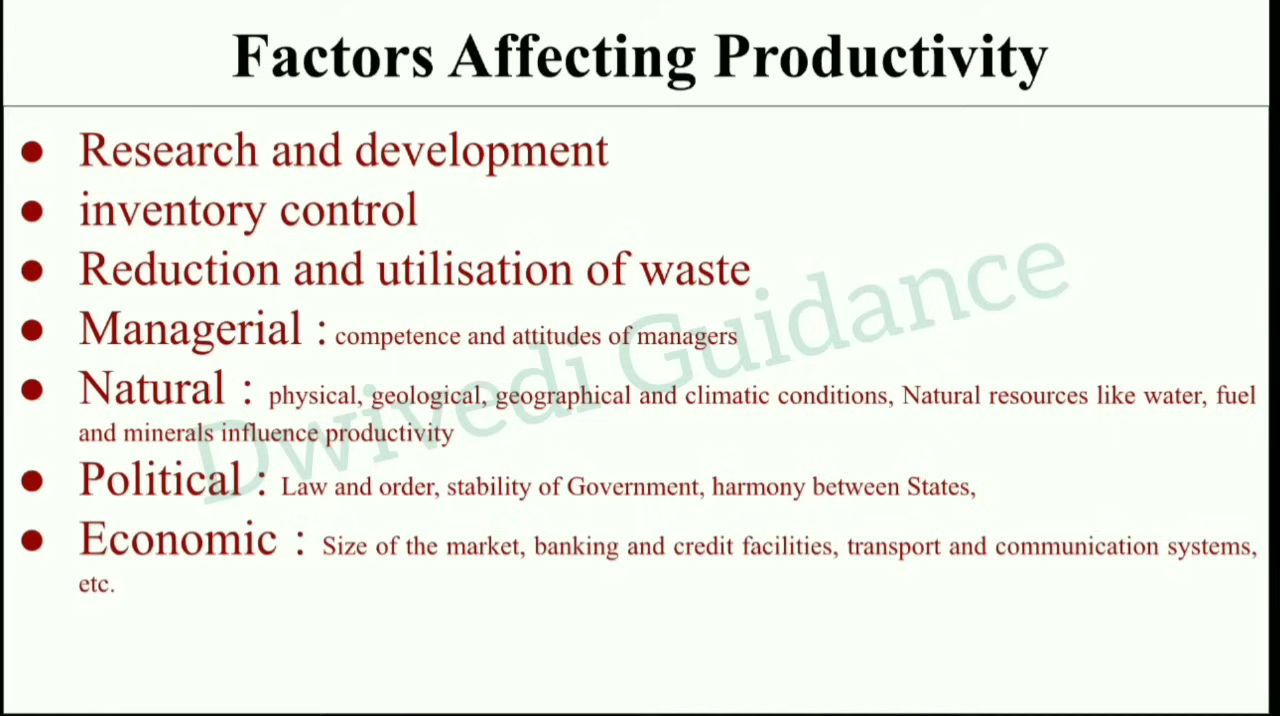 Factors Affecting Productivity
● Research and development
● inventory control
● Reduction and utilisation of waste
● Managerial : competence and attitudes of managers
● Natural : physical, geological, geographical and climatic conditions, Natural resources like water, fuel
and minerals influence productivity
● Political : Law and order, stability of Government, harmony between States,
● Economic : Size of the market, banking and credit facilities, transport and communication systems,
etc.
Dwivedi Guidance